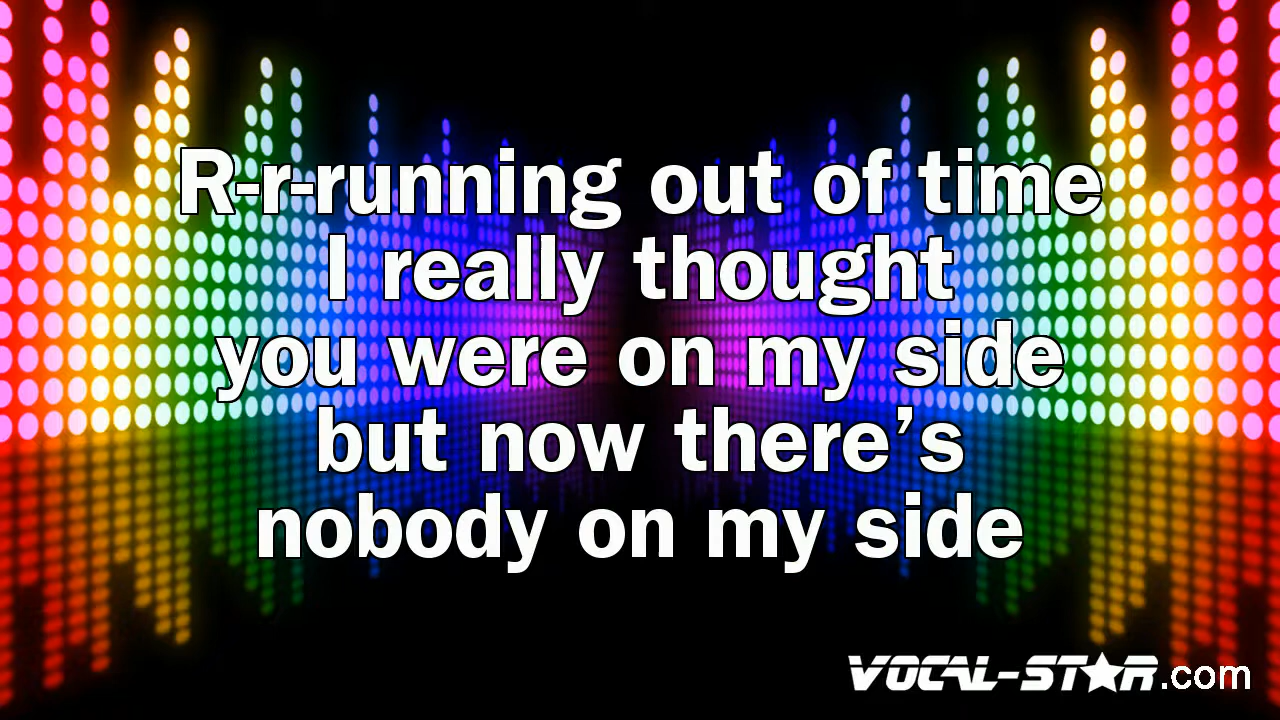 R-r-running out of time
I really thought
you were on my side
but now there’s
nobody on my side
VOCAL-STAR.com